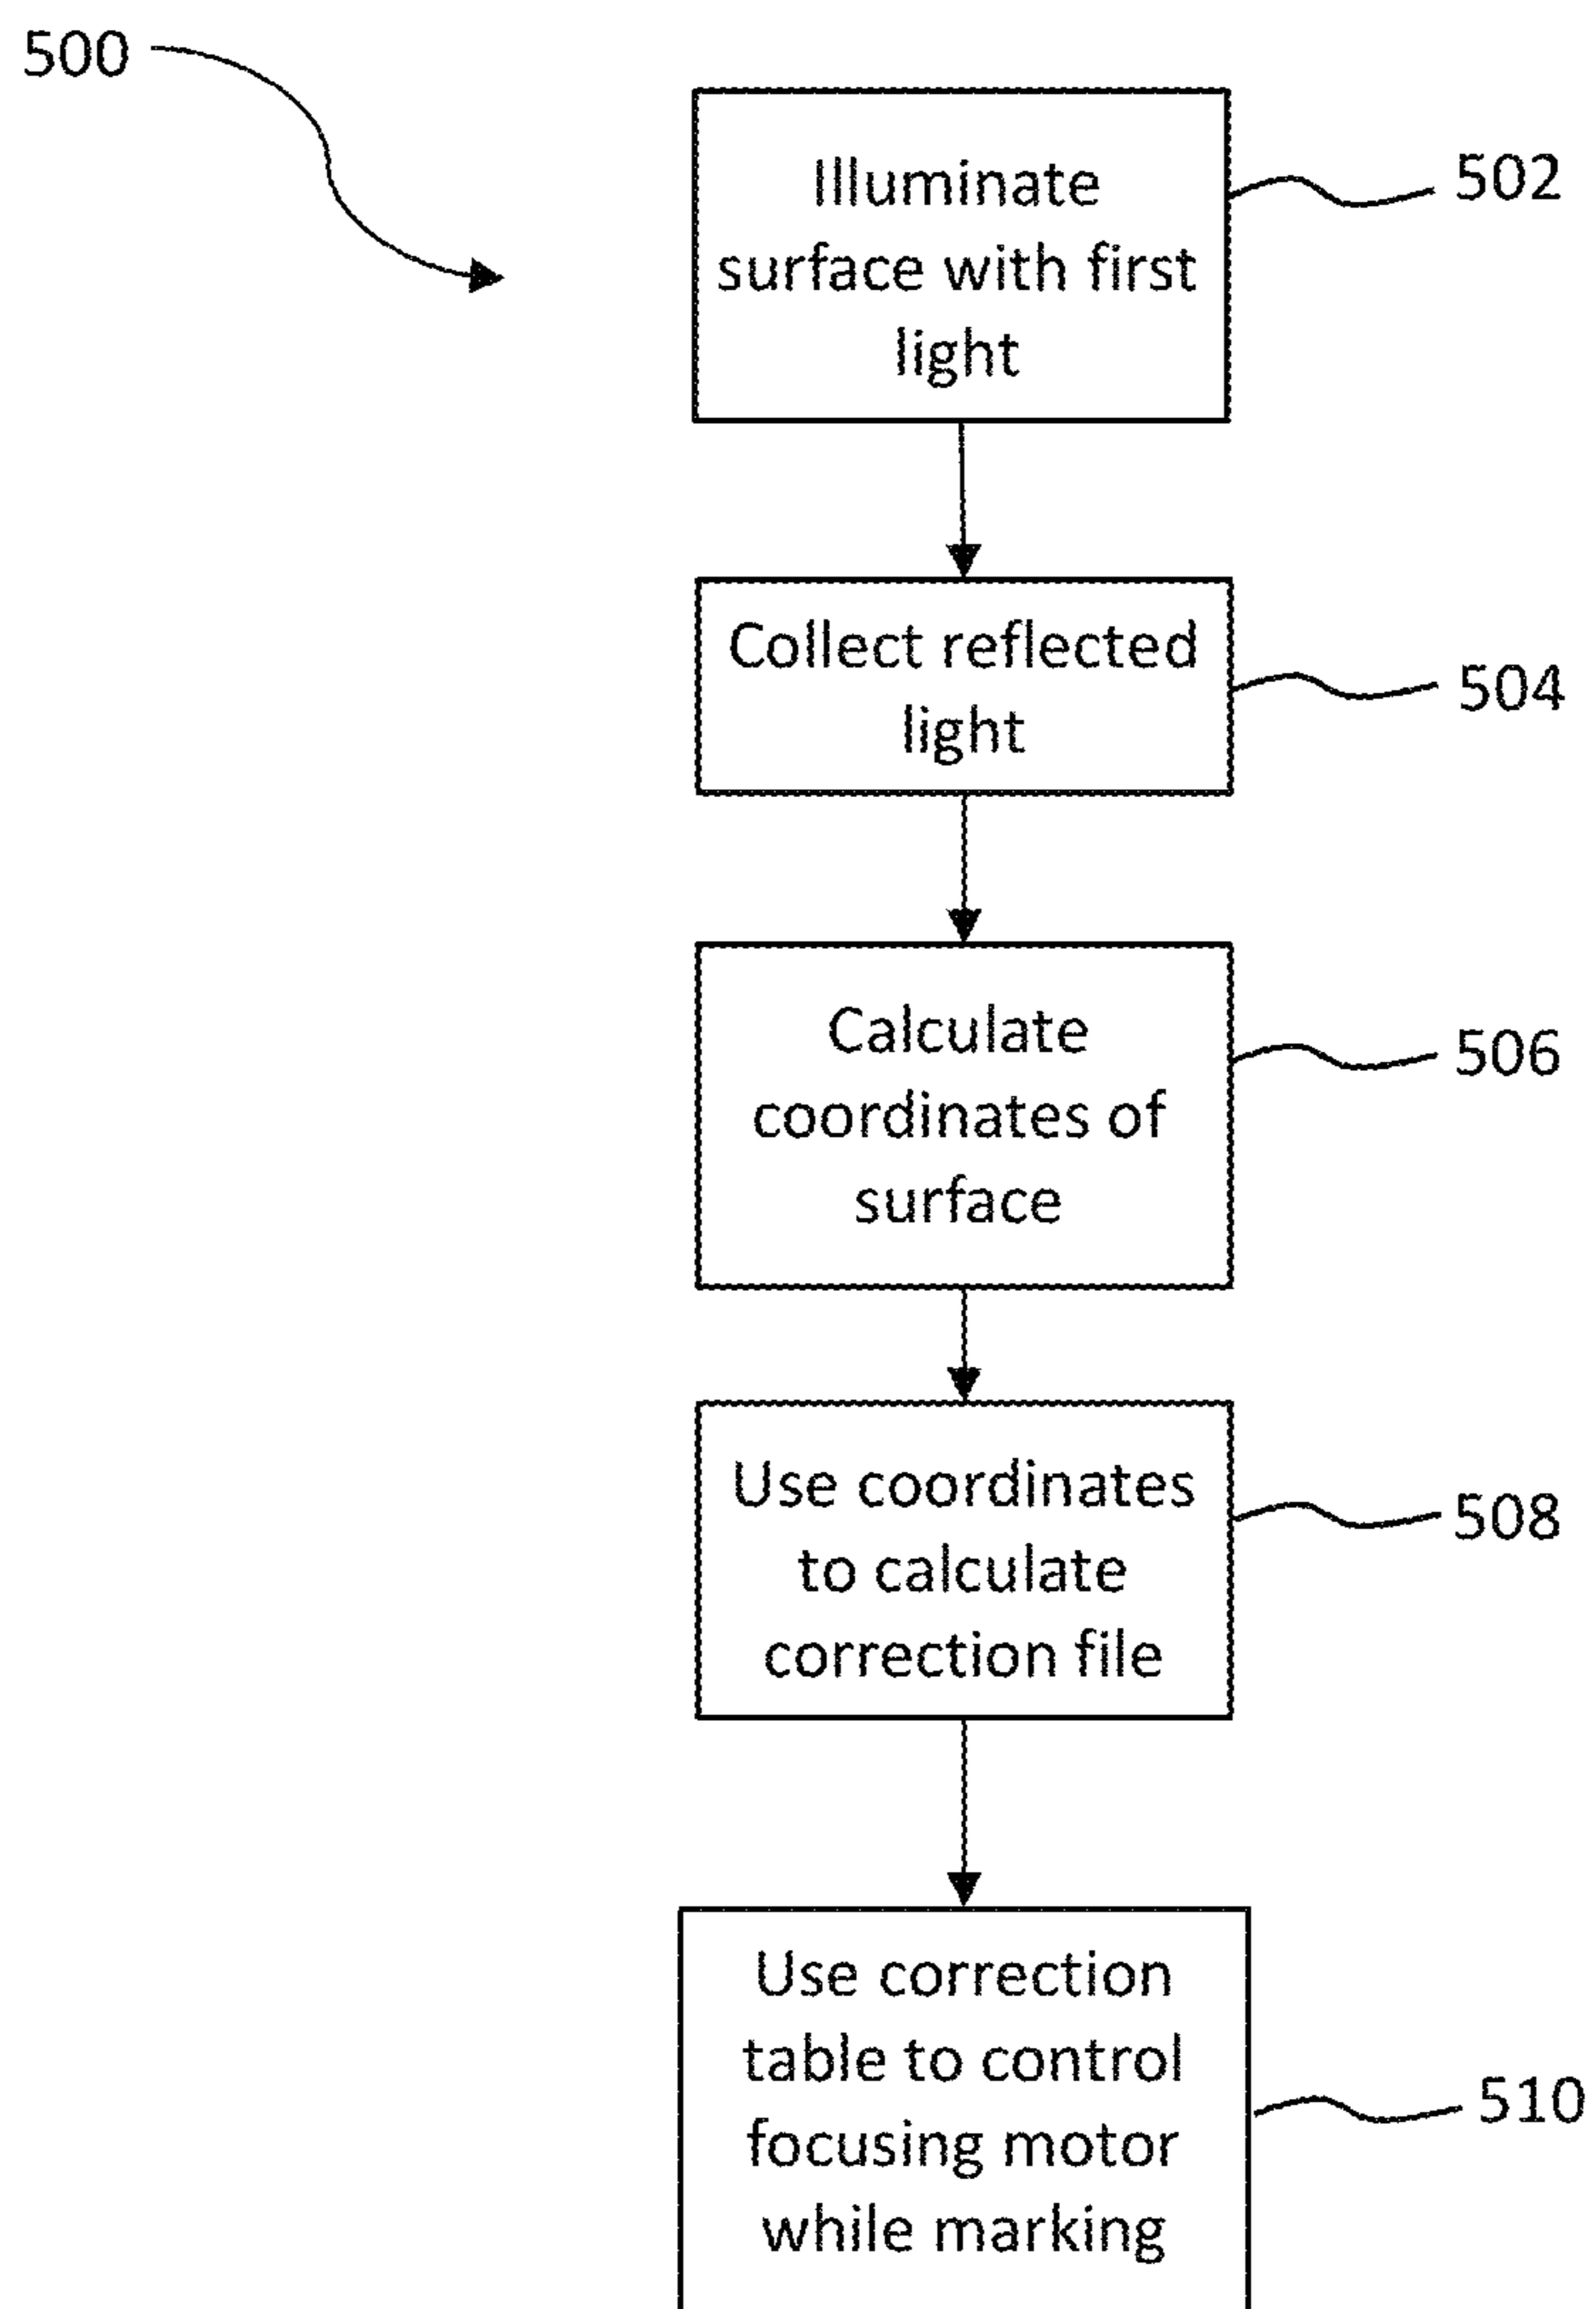 500
Illuminate
surface with first
light
502
Collect reflected
light
504
Calculate
coordinates of
surface
506
Use coordinates
to calculate
correction file
508
Use correction
table to control
focusing motor
while marking
510